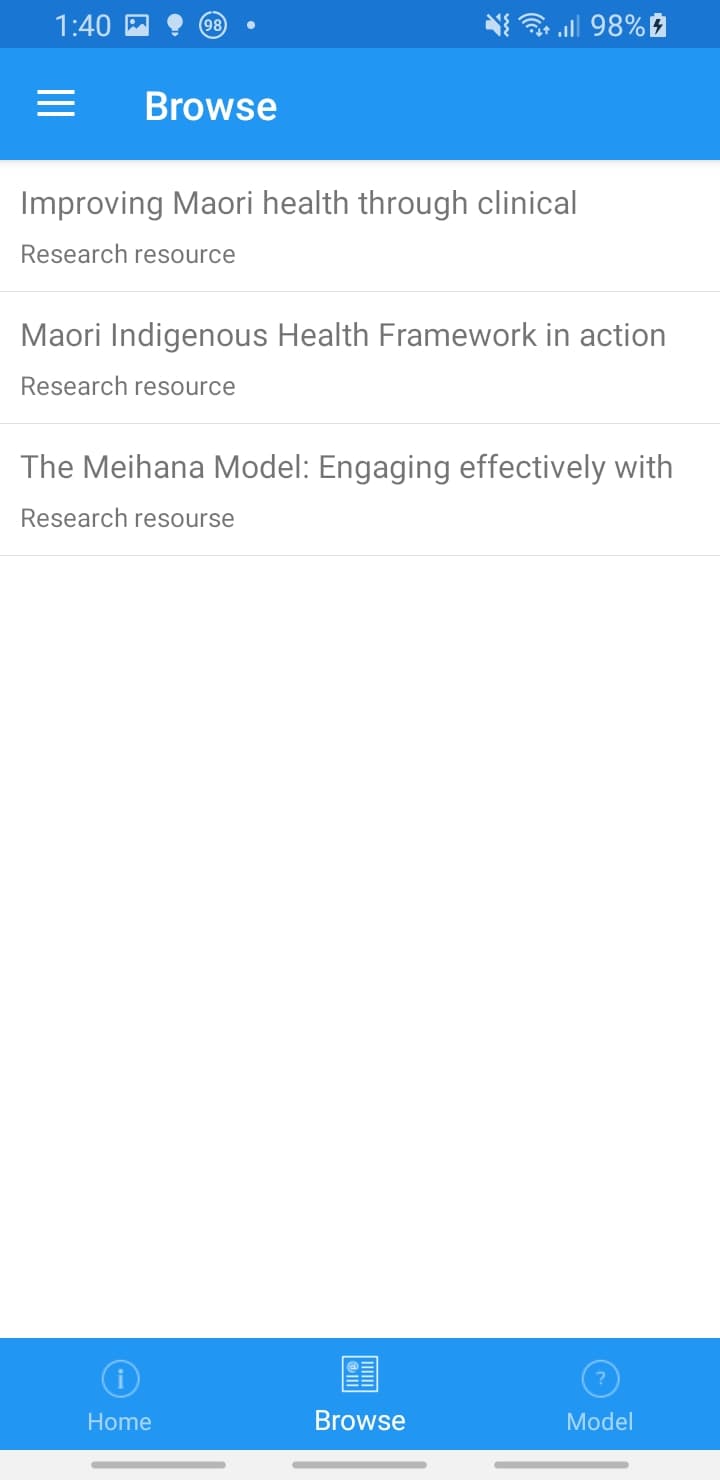 1:40 98 98%
Browse
Improving Maori health through clinical
Research resource
Maori Indigenous Health Framework in action
Research resource
The Meihana Model: Engaging effectively with
Research resourse
Home Browse Model